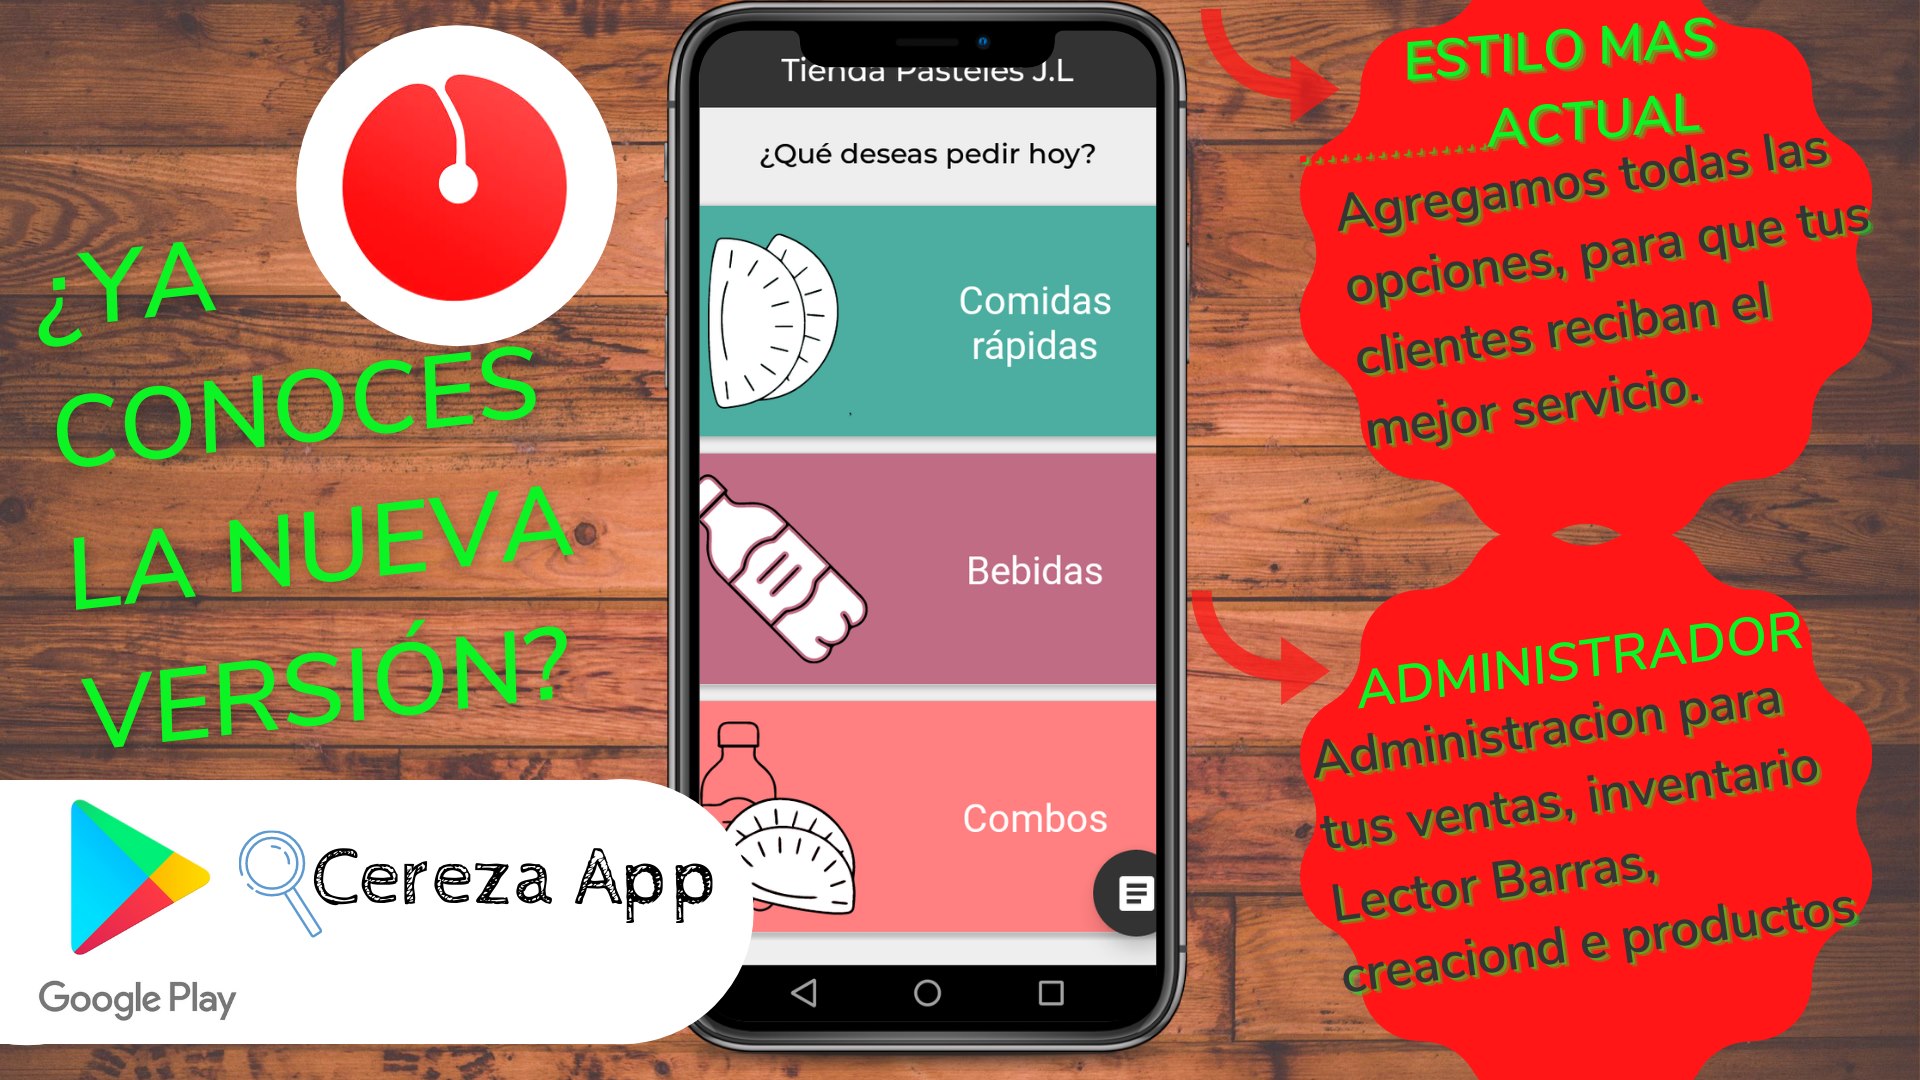 ¿YA
CONOCES
LA NUEVA
VERSIÓN?
Google Play
Cereza App
Tienda Pasteles J.L
¿Qué deseas pedir hoy?
Comidas
rápidas
Bebidas
Combos
ESTILO MAS
ACTUAL
Agregamos todas las
opciones, para que tus
clientes reciban el
mejor servicio.
ADMINISTRADOR
Administracion para
tus ventas, inventario
Lector Barras,
creaciond e productos